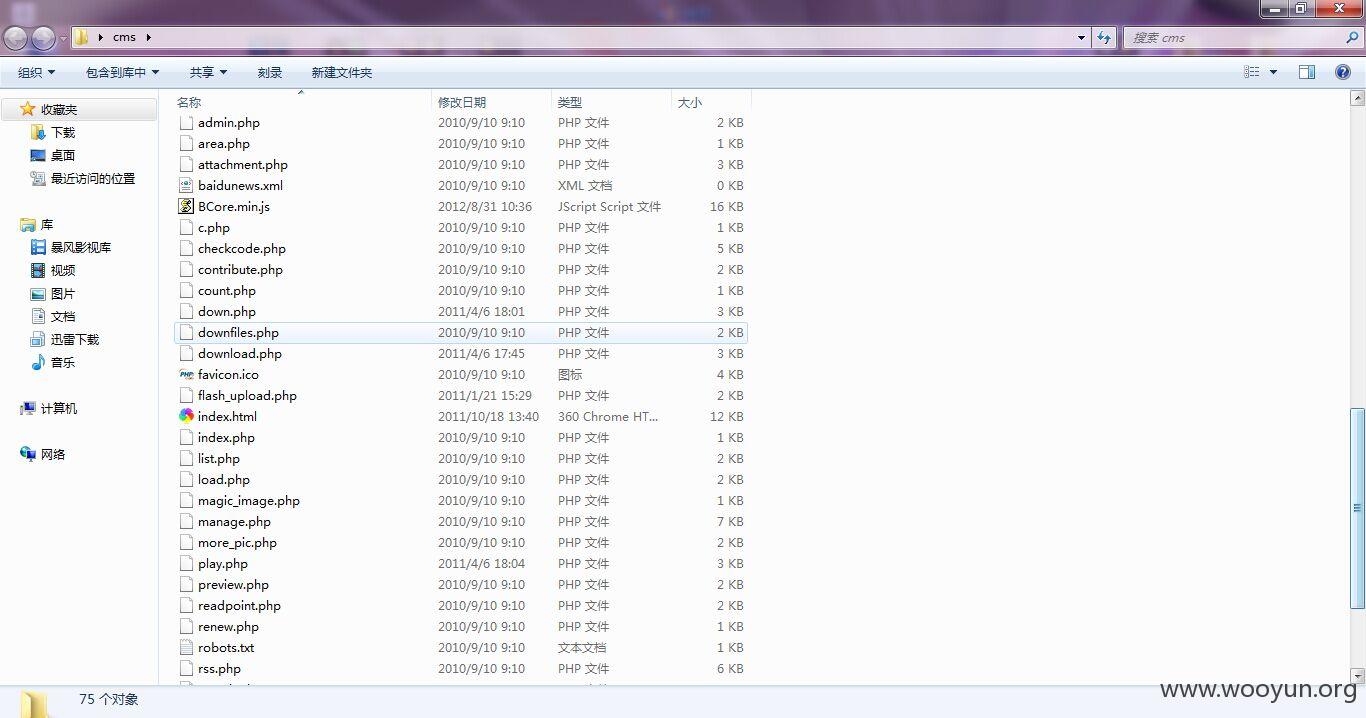 cms
搜索 cms
组织 包含到库中 共享 刻录 新建文件夹
收藏夹
下载
桌面
最近访问的位置
库
暴风影视库
视频
图片
文档
迅雷下载
音乐
计算机
网络
名称 修改日期 类型 大小
admin.php 2010/9/10 9:10 PHP 文件 2 KB
area.php 2010/9/10 9:10 PHP 文件 1 KB
attachment.php 2010/9/10 9:10 PHP 文件 3 KB
baidunews.xml 2010/9/10 9:10 XML 文档 0 KB
BCore.min.js 2012/8/31 10:36 JScript Script 文件 16 KB
c.php 2010/9/10 9:10 PHP 文件 1 KB
checkcode.php 2010/9/10 9:10 PHP 文件 5 KB
contribute.php 2010/9/10 9:10 PHP 文件 2 KB
count.php 2010/9/10 9:10 PHP 文件 1 KB
down.php 2011/4/6 18:01 PHP 文件 3 KB
downfiles.php 2010/9/10 9:10 PHP 文件 2 KB
download.php 2011/4/6 17:45 PHP 文件 3 KB
favicon.ico 2010/9/10 9:10 图标 4 KB
flash_upload.php 2011/1/21 15:29 PHP 文件 2 KB
index.html 2011/10/18 13:40 360 Chrome HT... 12 KB
index.php 2010/9/10 9:10 PHP 文件 1 KB
list.php 2010/9/10 9:10 PHP 文件 2 KB
load.php 2010/9/10 9:10 PHP 文件 2 KB
magic_image.php 2010/9/10 9:10 PHP 文件 1 KB
manage.php 2010/9/10 9:10 PHP 文件 7 KB
more_pic.php 2010/9/10 9:10 PHP 文件 2 KB
play.php 2011/4/6 18:04 PHP 文件 3 KB
preview.php 2010/9/10 9:10 PHP 文件 2 KB
readpoint.php 2010/9/10 9:10 PHP 文件 2 KB
renew.php 2010/9/10 9:10 PHP 文件 1 KB
robots.txt 2010/9/10 9:10 文本文档 1 KB
rss.php 2010/9/10 9:10 PHP 文件 6 KB
75 个对象
www.wooyun.org